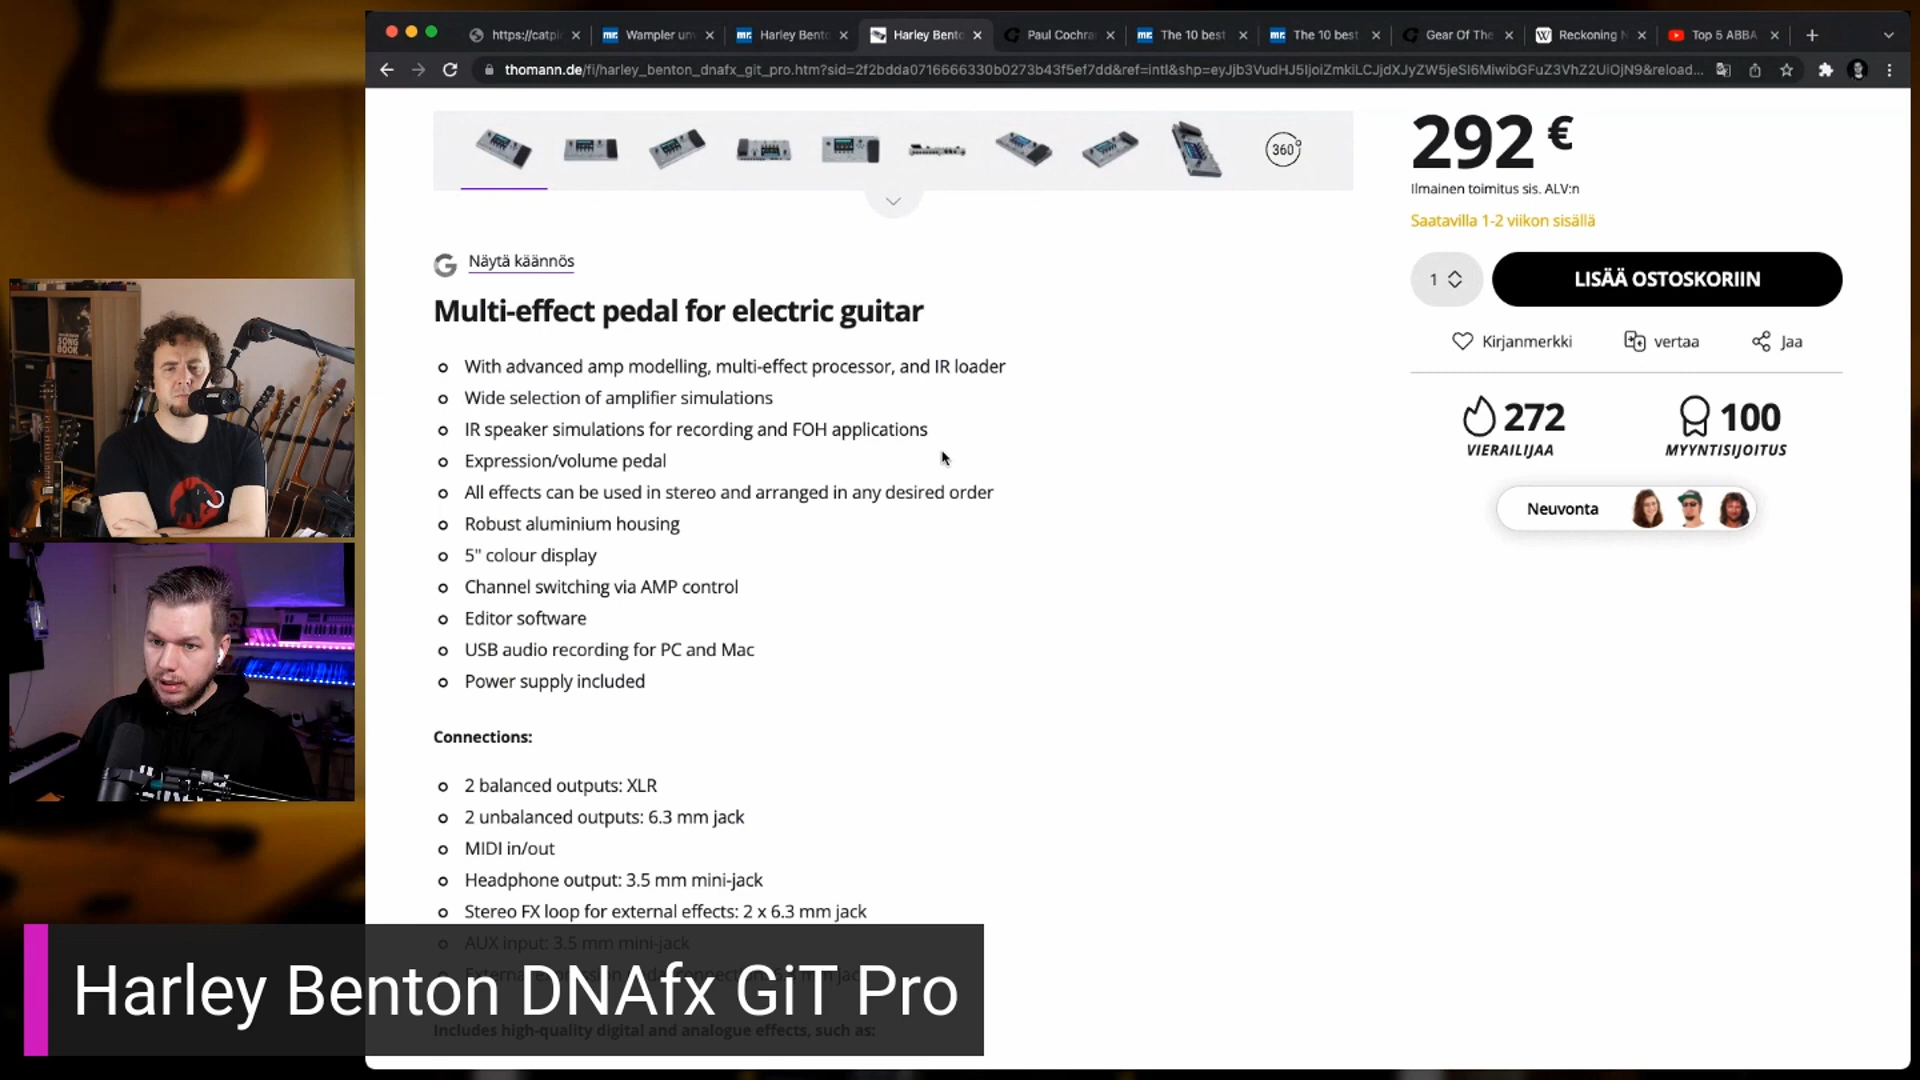 https://catpi
mr. Wampler un
mr. Harley Bent
Harley Bent
Paul Cochra
mr. The 10 best
mr. The 10 best
Gear Of The
W Reckoning
Top 5 ABBA
thomann.de/fi/harley_benton_dnafx_git_pro.htm?sid=2f2bdda0716666330b0273b43f5ef7dd&ref=intl&shp=eyJjb3VudHJ5IjoiZmkiLCJjdXJyZW5jeSI6MiwibGFuZ3VhZ2UiOjN9&reload...
360°
292 €
Ilmainen toimitus sis. ALV:n
Saatavilla 1-2 viikon sisällä
1
LISÄÄ OSTOSKORIIN
Kirjanmerkki
vertaa
Jaa
272
VIERAILIJAA
100
MYYNTISIJOITUS
Neuvonta
G Näytä käännös
Multi-effect pedal for electric guitar
With advanced amp modelling, multi-effect processor, and IR loader
Wide selection of amplifier simulations
IR speaker simulations for recording and FOH applications
Expression/volume pedal
All effects can be used in stereo and arranged in any desired order
Robust aluminium housing
5" colour display
Channel switching via AMP control
Editor software
USB audio recording for PC and Mac
Power supply included
Connections:
2 balanced outputs: XLR
2 unbalanced outputs: 6.3 mm jack
MIDI in/out
Headphone output: 3.5 mm mini-jack
Stereo FX loop for external effects: 2 x 6.3 mm jack
AUX input: 3.5 mm mini-jack
Harley Benton DNAfx GiT Pro
Includes high-quality digital and analogue effects, such as:
SONG
BOOK